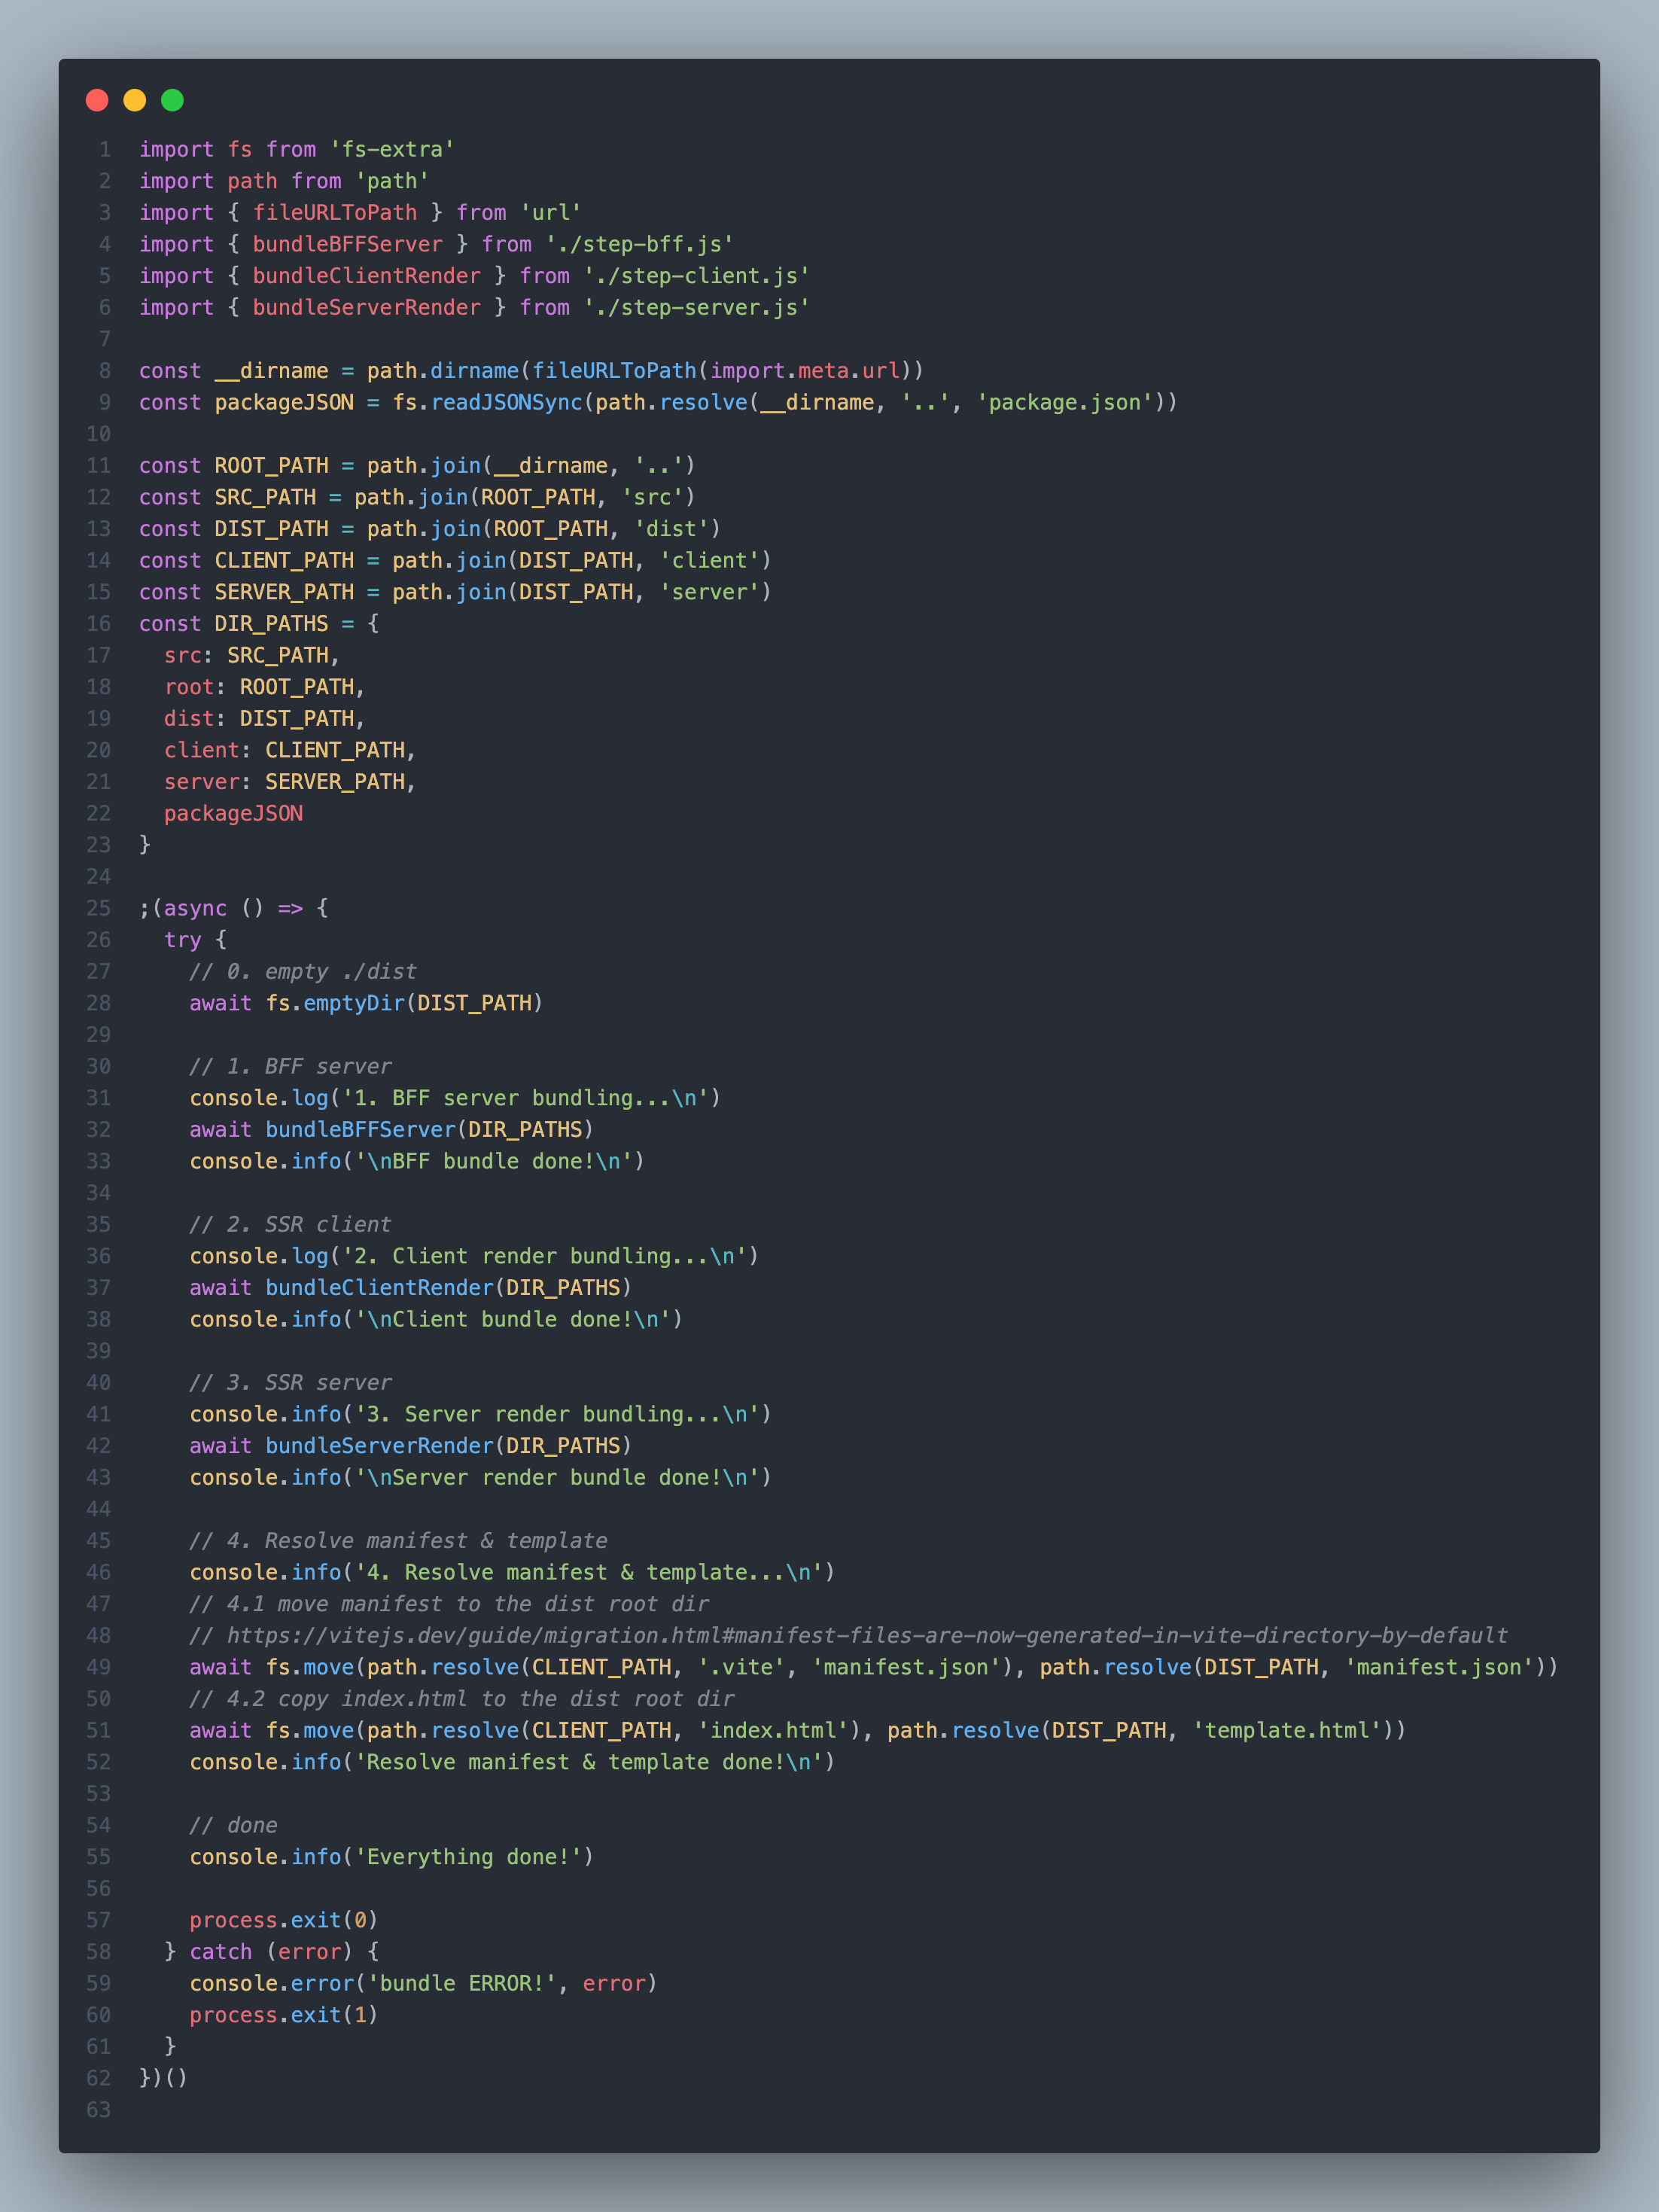 1 import fs from 'fs-extra'
2 import path from 'path'
3 import { fileURLToPath } from 'url'
4 import { bundleBFFServer } from './step-bff.js'
5 import { bundleClientRender } from './step-client.js'
6 import { bundleServerRender } from './step-server.js'
7
8 const __dirname = path.dirname(fileURLToPath(import.meta.url))
9 const packageJSON = fs.readJSONSync(path.resolve(__dirname, '..', 'package.json'))
10
11 const ROOT_PATH = path.join(__dirname, '..')
12 const SRC_PATH = path.join(ROOT_PATH, 'src')
13 const DIST_PATH = path.join(ROOT_PATH, 'dist')
14 const CLIENT_PATH = path.join(DIST_PATH, 'client')
15 const SERVER_PATH = path.join(DIST_PATH, 'server')
16 const DIR_PATHS = {
17   src: SRC_PATH,
18   root: ROOT_PATH,
19   dist: DIST_PATH,
20   client: CLIENT_PATH,
21   server: SERVER_PATH,
22   packageJSON
23 }
24
25 ;(async () => {
26   try {
27     // 0. empty ./dist
28     await fs.emptyDir(DIST_PATH)
29
30     // 1. BFF server
31     console.log('1. BFF server bundling...\n')
32     await bundleBFFServer(DIR_PATHS)
33     console.info('\nBFF bundle done!\n')
34
35     // 2. SSR client
36     console.log('2. Client render bundling...\n')
37     await bundleClientRender(DIR_PATHS)
38     console.info('\nClient bundle done!\n')
39
40     // 3. SSR server
41     console.info('3. Server render bundling...\n')
42     await bundleServerRender(DIR_PATHS)
43     console.info('\nServer render bundle done!\n')
44
45     // 4. Resolve manifest & template
46     console.info('4. Resolve manifest & template...\n')
47     // 4.1 move manifest to the dist root dir
48     // https://vitejs.dev/guide/migration.html#manifest-files-are-now-generated-in-vite-directory-by-default
49     await fs.move(path.resolve(CLIENT_PATH, '.vite', 'manifest.json'), path.resolve(DIST_PATH, 'manifest.json'))
50     // 4.2 copy index.html to the dist root dir
51     await fs.move(path.resolve(CLIENT_PATH, 'index.html'), path.resolve(DIST_PATH, 'template.html'))
52     console.info('Resolve manifest & template done!\n')
53
54     // done
55     console.info('Everything done!')
56
57     process.exit(0)
58   } catch (error) {
59     console.error('bundle ERROR!', error)
60     process.exit(1)
61   }
62 })()
63